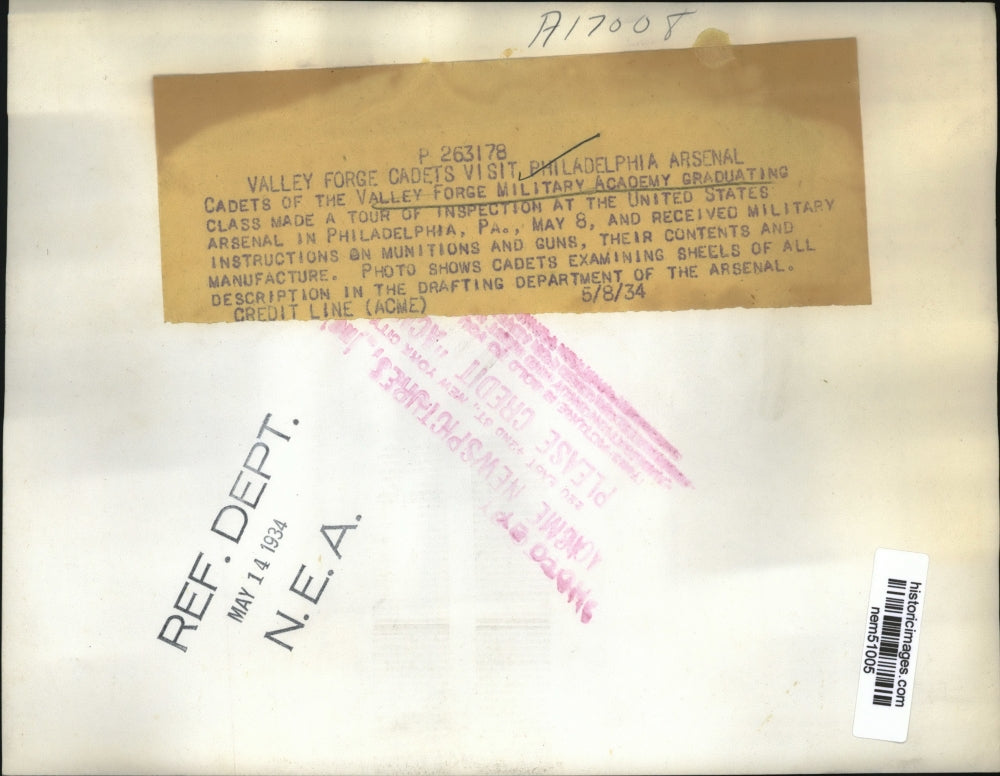 A17008
P 263178
VALLEY FORGE CADETS VISIT PHILADELPHIA ARSENAL
CADETS OF THE VALLEY FORGE MILITARY ACADEMY GRADUATING
CLASS MADE A TOUR OF INSPECTION AT THE UNITED STATES
ARSENAL IN PHILADELPHIA, PA., MAY 8, AND RECEIVED MILITARY
INSTRUCTIONS ON MUNITIONS AND GUNS, THEIR CONTENTS AND
MANUFACTURE. PHOTO SHOWS CADETS EXAMINING SHEELS OF ALL
DESCRIPTION IN THE DRAFTING DEPARTMENT OF THE ARSENAL.
CREDIT LINE (ACME) 5/8/34
NEWSPICTURES, Inc.
NEW YORK CITY
PLEASE CREDIT "AC
REF. DEPT.
MAY 14 1934
N. E. A.
historicimages.com
nem51005